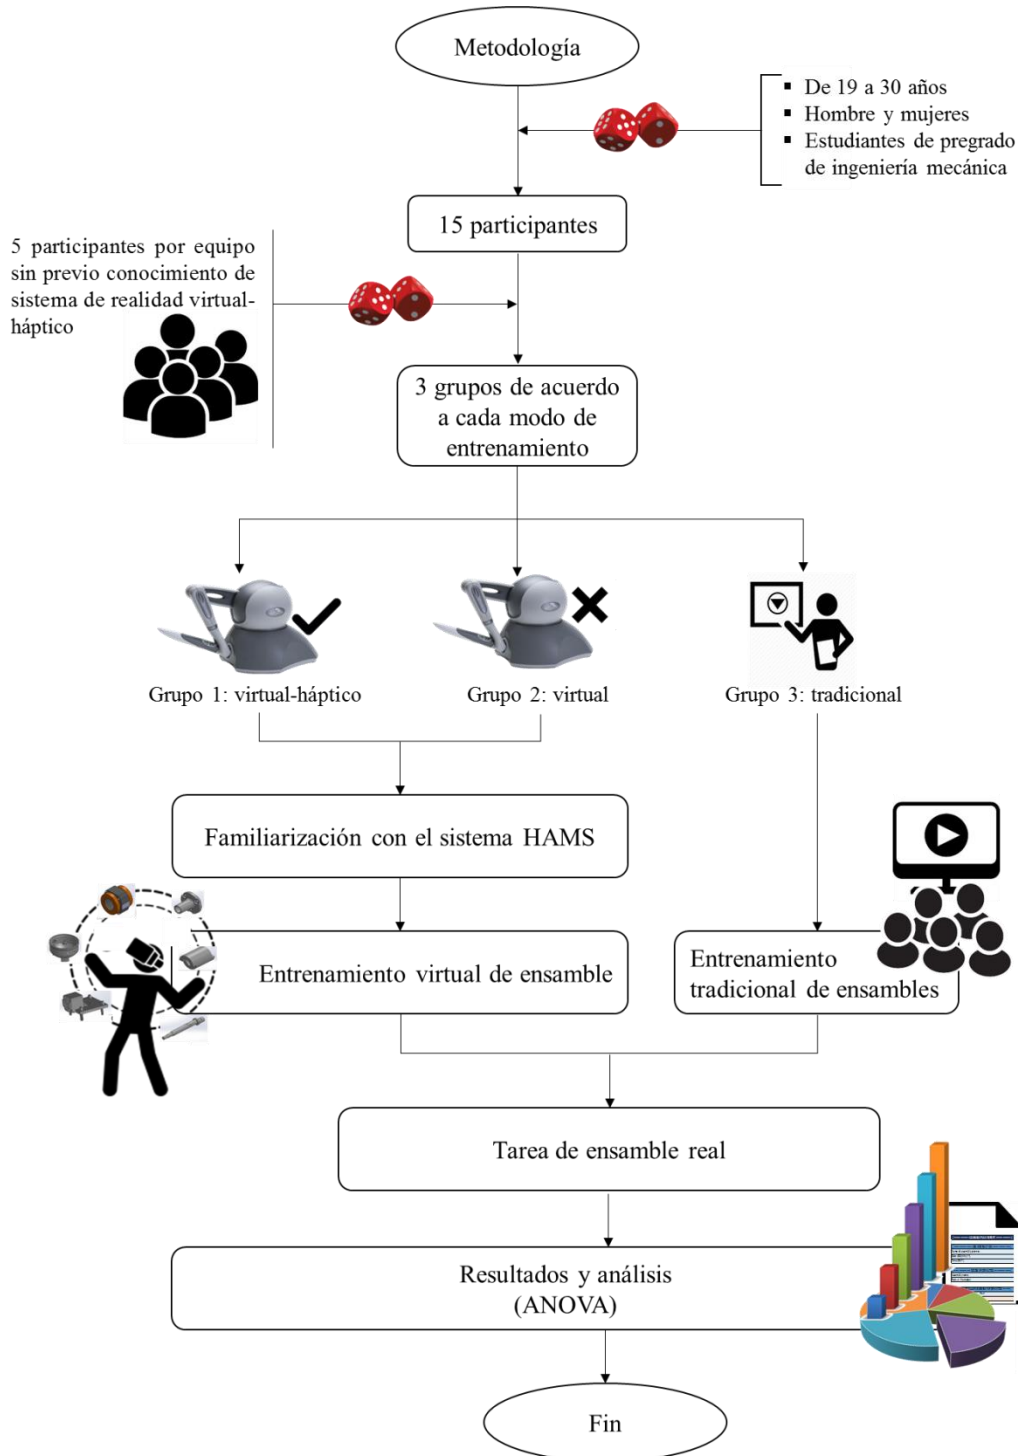 Metodología
▪ De 19 a 30 años
▪ Hombre y mujeres
▪ Estudiantes de pregrado
de ingeniería mecánica
15 participantes
5 participantes por equipo
sin previo conocimiento de
sistema de realidad virtual-
háptico
3 grupos de acuerdo
a cada modo de
entrenamiento
Grupo 1: virtual-háptico
Grupo 2: virtual
Grupo 3: tradicional
Familiarización con el sistema HAMS
Entrenamiento virtual de ensamble
Entrenamiento
tradicional de ensambles
Tarea de ensamble real
Resultados y análisis
(ANOVA)
Fin